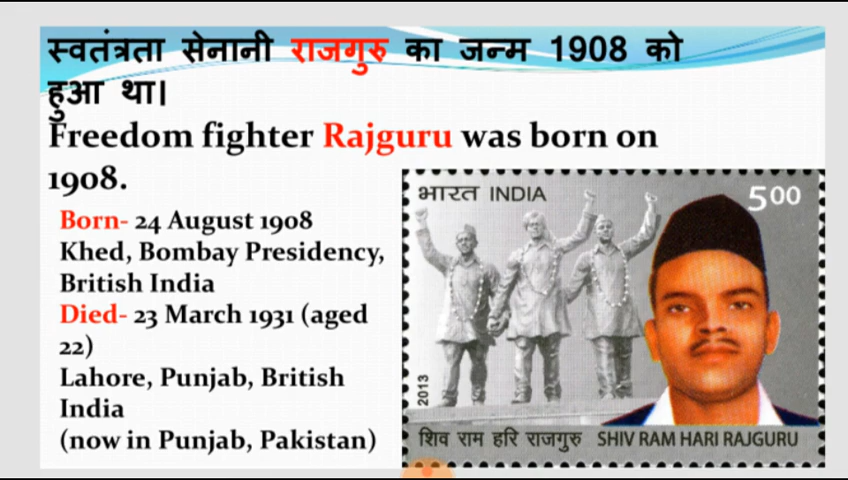 स्वतंत्रता सेनानी राजगुरु का जन्म 1908 को
हुआ था।
Freedom fighter Rajguru was born on
1908.
Born- 24 August 1908
Khed, Bombay Presidency,
British India
Died- 23 March 1931 (aged
22)
Lahore, Punjab, British
India
(now in Punjab, Pakistan)
भारत INDIA
500
2013
शिव राम हरि राजगुरु SHIV RAM HARI RAJGURU